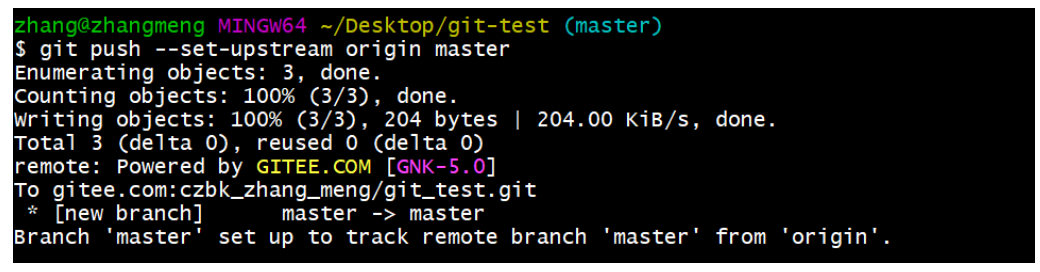 zhang@zhangmeng MINGW64 ~/Desktop/git-test (master)
$ git push --set-upstream origin master
Enumerating objects: 3, done.
Counting objects: 100% (3/3), done.
Writing objects: 100% (3/3), 204 bytes | 204.00 KiB/s, done.
Total 3 (delta 0), reused 0 (delta 0)
remote: Powered by GITEE.COM [GNK-5.0]
To gitee.com:czbk_zhang_meng/git_test.git
 * [new branch]      master -> master
Branch 'master' set up to track remote branch 'master' from 'origin'.